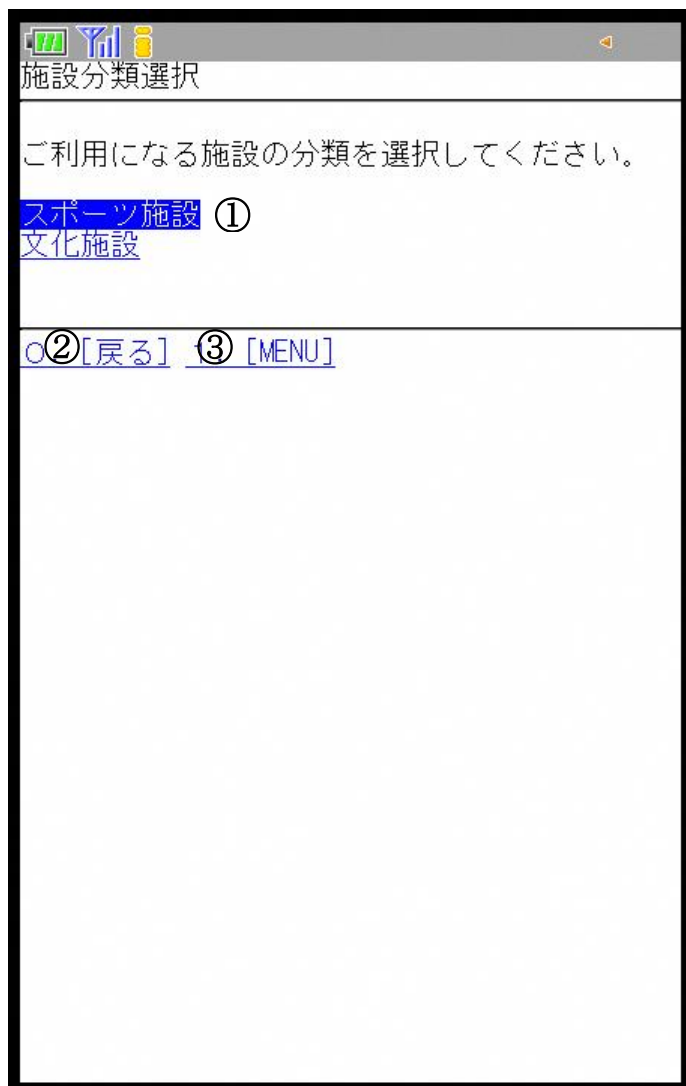 施設分類選択
ご利用になる施設の分類を選択してください。
スポーツ施設 ①
文化施設
②[戻る] ③ [MENU]